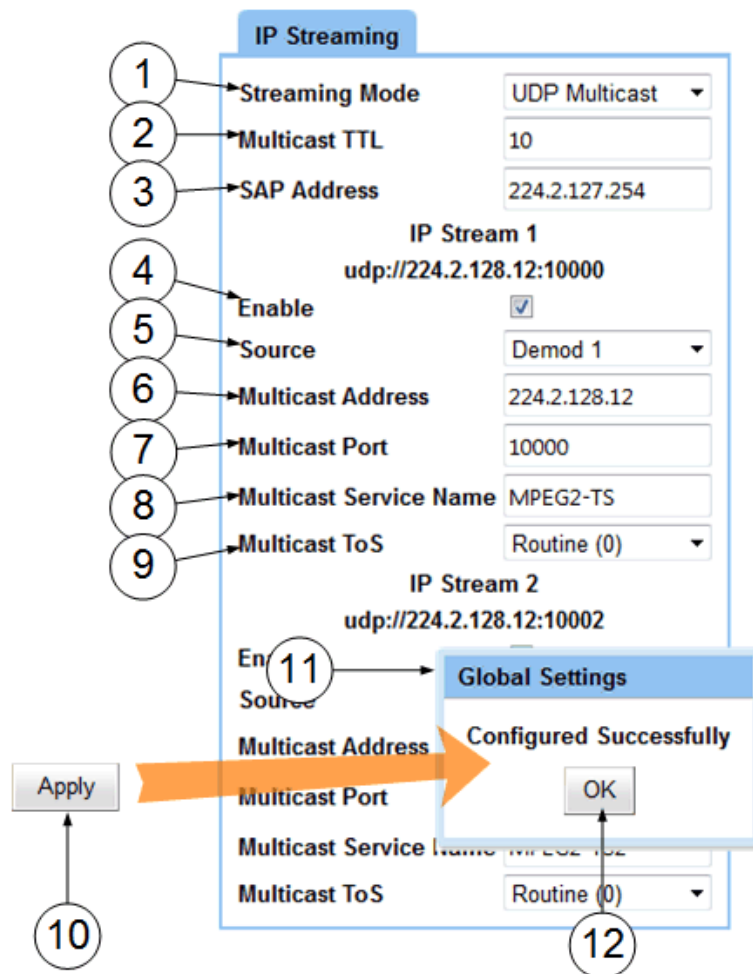 IP Streaming
1
Streaming Mode UDP Multicast
2
Multicast TTL 10
3
SAP Address 224.2.127.254
IP Stream 1
udp://224.2.128.12:10000
4
Enable
5
Source Demod 1
6
Multicast Address 224.2.128.12
7
Multicast Port 10000
8
Multicast Service Name MPEG2-TS
9
Multicast ToS Routine (0)
IP Stream 2
udp://224.2.128.12:10002
11
Global Settings
Source
Configured Successfully
Multicast Address
Apply
OK
Multicast Port
Multicast Service Name
Multicast ToS Routine (0)
10
12